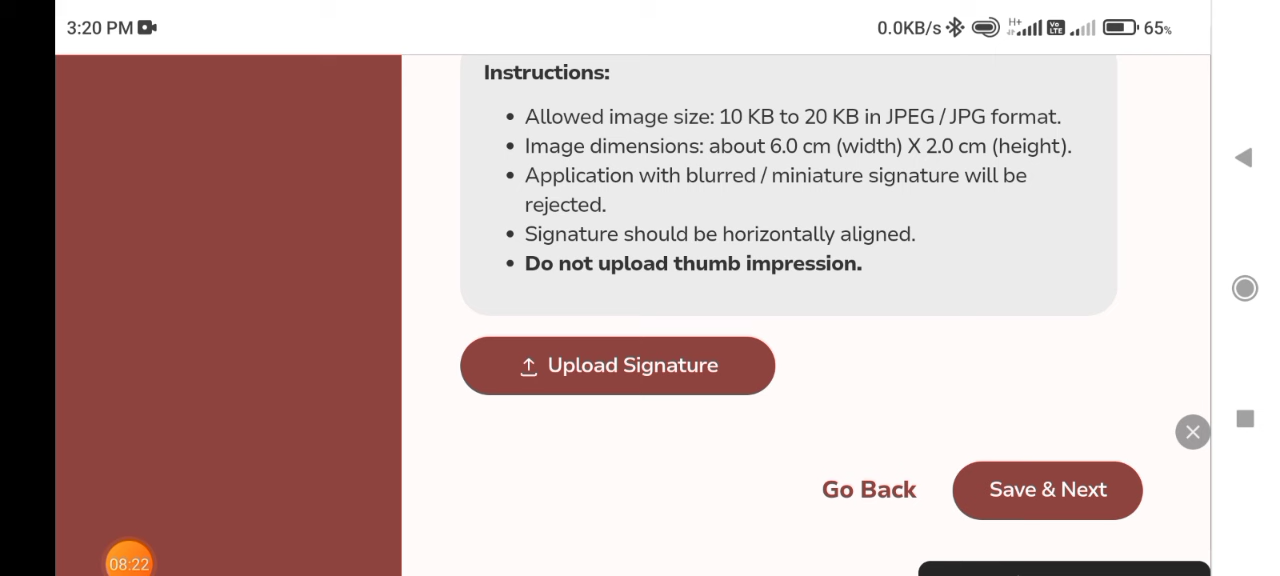 3:20 PM
0.0KB/s H+ Vo LTE 65%
Instructions:
Allowed image size: 10 KB to 20 KB in JPEG / JPG format.
Image dimensions: about 6.0 cm (width) X 2.0 cm (height).
Application with blurred / miniature signature will be
rejected.
Signature should be horizontally aligned.
Do not upload thumb impression.
Upload Signature
Go Back
Save & Next
08:22